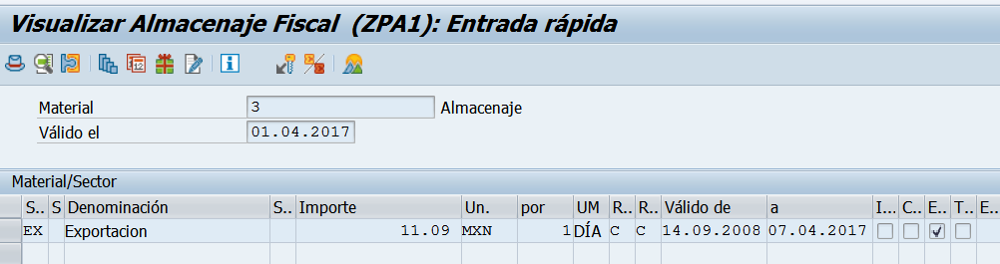 Visualizar Almacenaje Fiscal (ZPA1): Entrada rápida
12
Material 3 Almacenaje
Válido el 01.04.2017
Material/Sector
S.. S Denominación S.. Importe Un. por UM R.. R.. Válido de a I... C... E... T... E...
EX Exportacion 11.09 MXN 1 DÍA C C 14.09.2008 07.04.2017